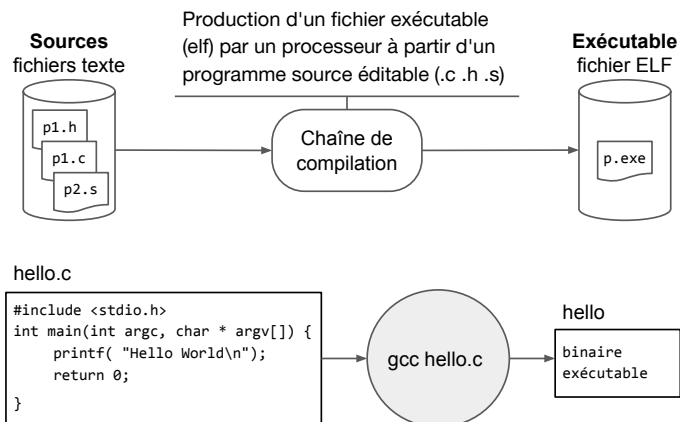 Production d'un fichier exécutable
(elf) par un processeur à partir d'un
programme source éditable (.c .h .s)
Sources
fichiers texte
p1.h
p1.c
p2.s
Chaîne de
compilation
Exécutable
fichier ELF
p.exe
hello.c
#include <stdio.h>
int main(int argc, char * argv[]) {
    printf( "Hello World\n");
    return 0;
}
gcc hello.c
hello
binaire
exécutable